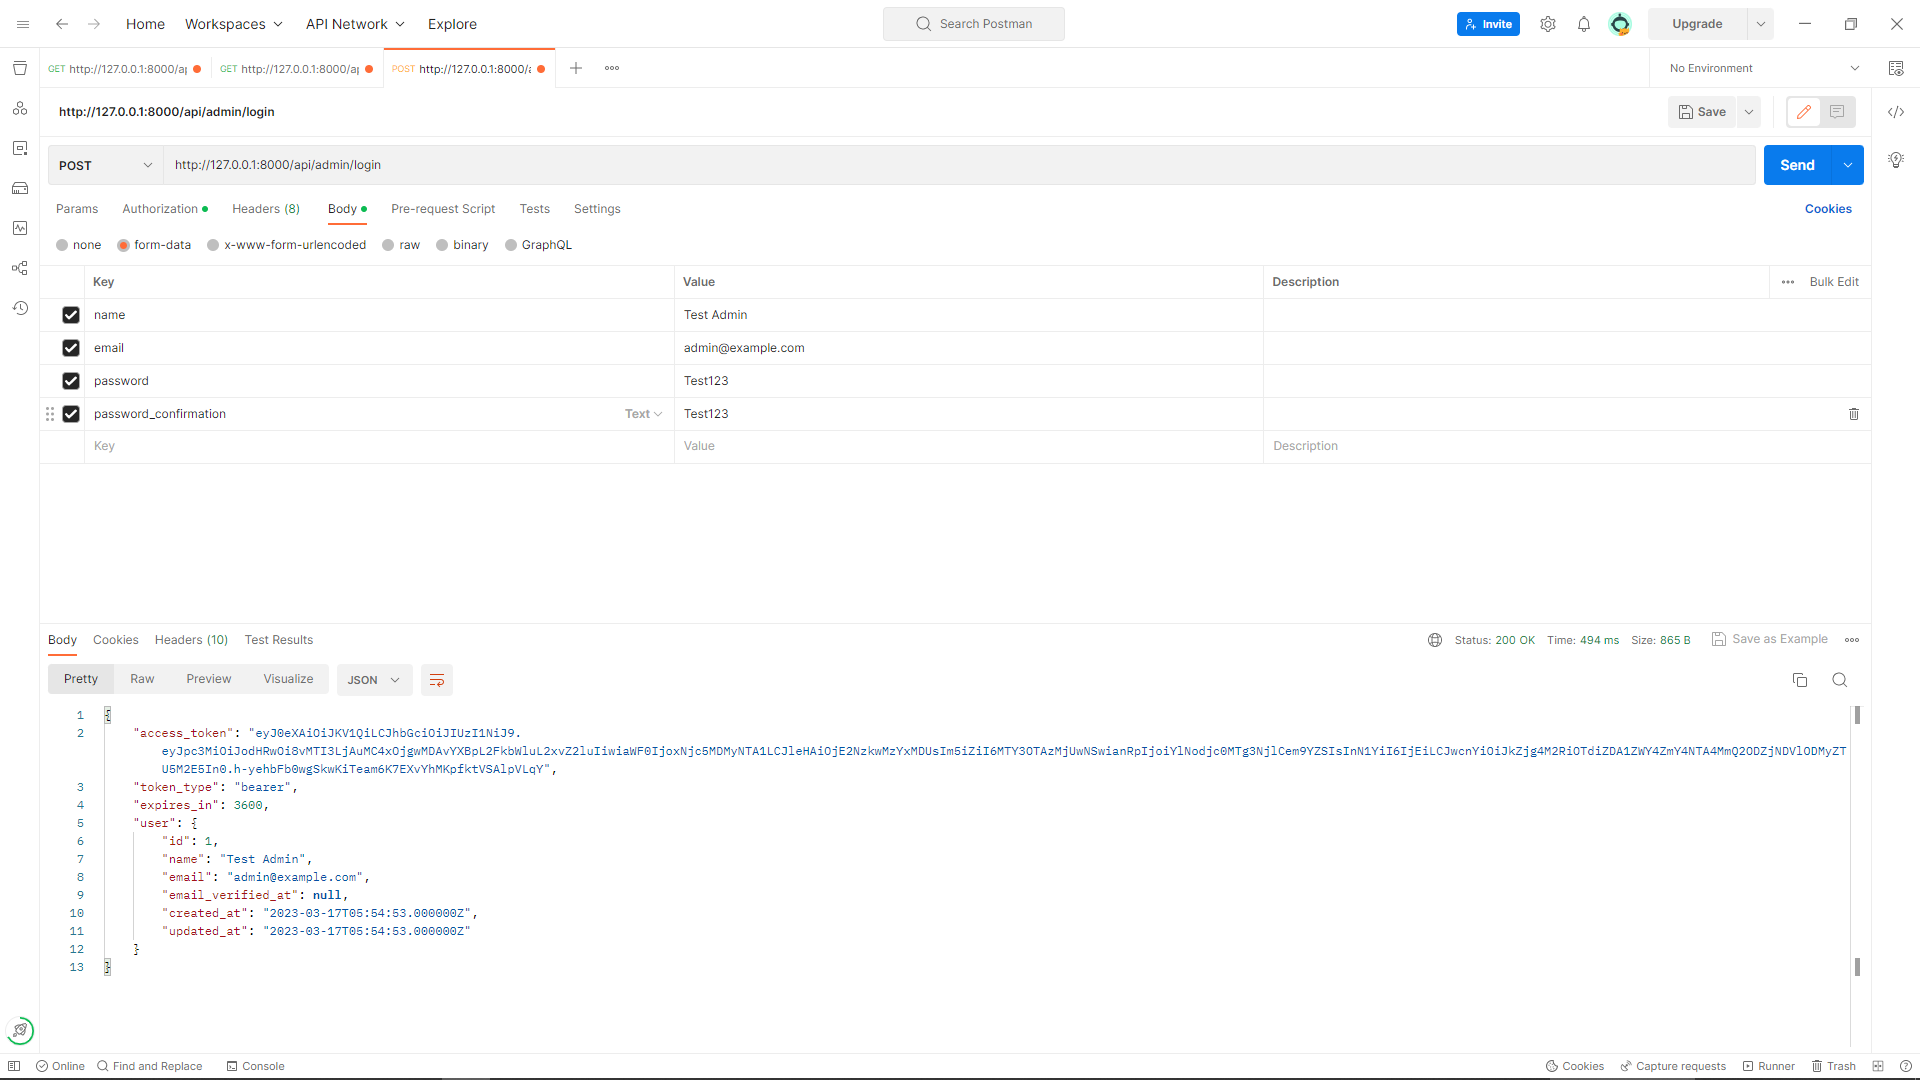 Home Workspaces API Network Explore Search Postman Invite Upgrade
GET http://127.0.0.1:8000/ap GET http://127.0.0.1:8000/ap POST http://127.0.0.1:8000/a No Environment
http://127.0.0.1:8000/api/admin/login Save
POST http://127.0.0.1:8000/api/admin/login Send
Params Authorization Headers (8) Body Pre-request Script Tests Settings Cookies
none form-data x-www-form-urlencoded raw binary GraphQL
Key Value Description Bulk Edit
name Test Admin
email admin@example.com
password Test123
password_confirmation Text Test123
Key Value Description
Body Cookies Headers (10) Test Results Status: 200 OK Time: 494 ms Size: 865 B Save as Example
Pretty Raw Preview Visualize JSON
1 {
2 "access_token": "eyJ0eXAiOiJKV1QiLCJhbGciOiJIUzI1NiJ9.
3 "token_type": "bearer",
4 "expires_in": 3600,
5 "user": {
6 "id": 1,
7 "name": "Test Admin",
8 "email": "admin@example.com",
9 "email_verified_at": null,
10 "created_at": "2023-03-17T05:54:53.000000Z",
11 "updated_at": "2023-03-17T05:54:53.000000Z"
12 }
13 }
Online Find and Replace Console Cookies Capture requests Runner Trash